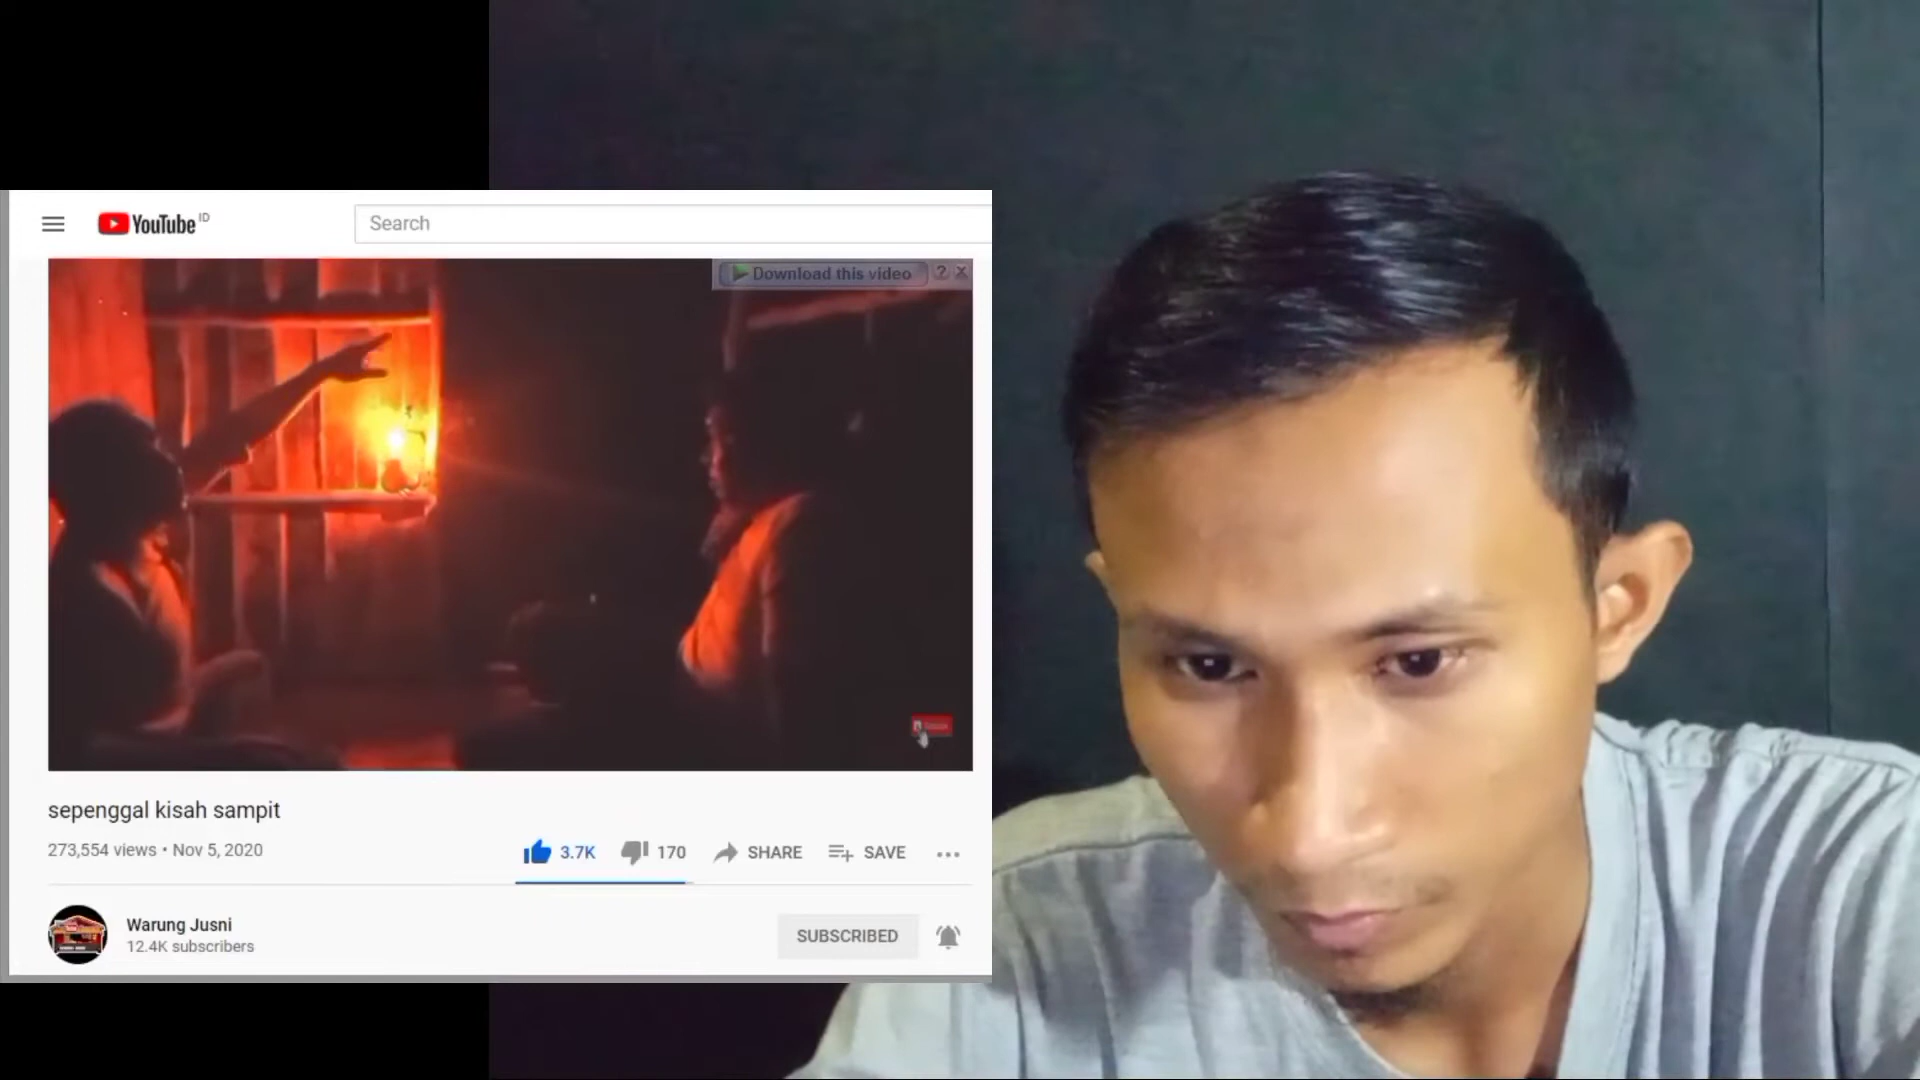 YouTube ID
Search
Download this video ? X
sepenggal kisah sampit
273,554 views • Nov 5, 2020
3.7K 170 SHARE SAVE ...
Warung Jusni
12.4K subscribers
SUBSCRIBED